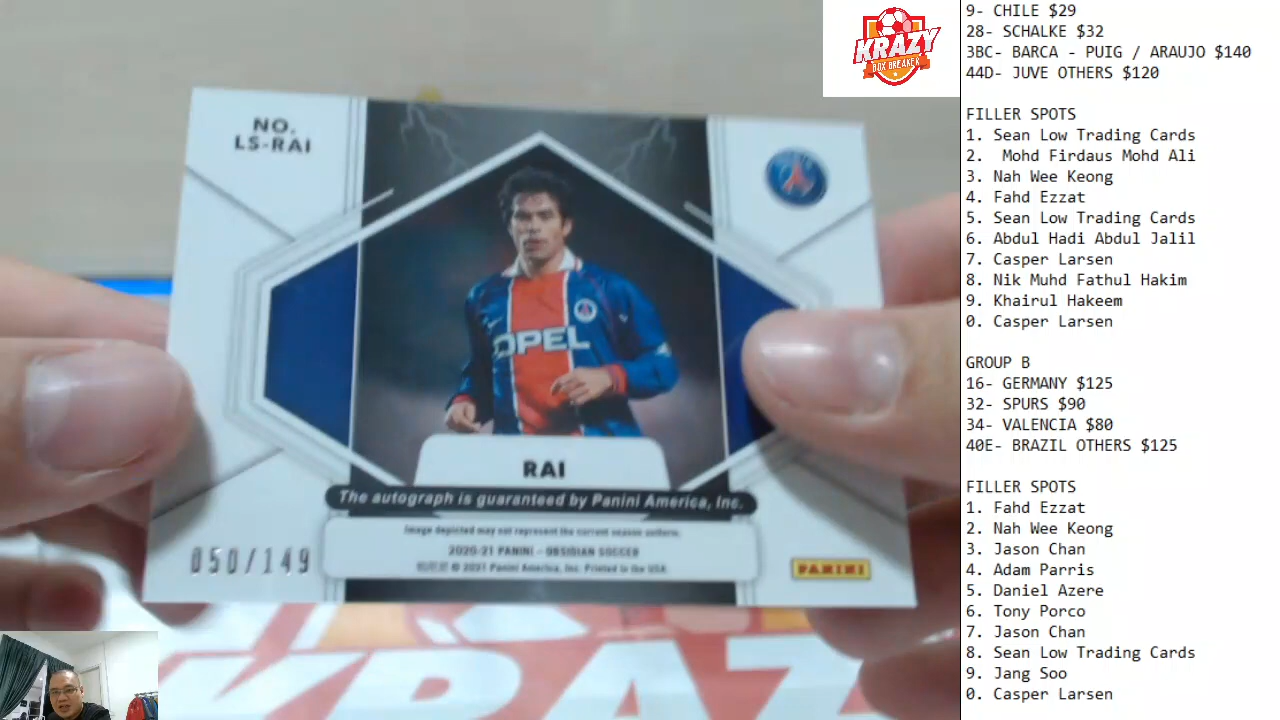 KRAZY
BOX BREAKER
NO.
LS-RAI
OPEL
RAI
The autograph is guaranteed by Panini America, Inc.
Image depicted may not represent the current season uniform.
2020-21 PANINI - OBSIDIAN SOCCER
© 2021 Panini America, Inc. Printed in the USA
050/149
PANINI
KRAZ
9- CHILE $29
28- SCHALKE $32
3BC- BARCA - PUIG / ARAUJO $140
44D- JUVE OTHERS $120
FILLER SPOTS
1. Sean Low Trading Cards
2. Mohd Firdaus Mohd Ali
3. Nah Wee Keong
4. Fahd Ezzat
5. Sean Low Trading Cards
6. Abdul Hadi Abdul Jalil
7. Casper Larsen
8. Nik Muhd Fathul Hakim
9. Khairul Hakeem
0. Casper Larsen
GROUP B
16- GERMANY $125
32- SPURS $90
34- VALENCIA $80
40E- BRAZIL OTHERS $125
FILLER SPOTS
1. Fahd Ezzat
2. Nah Wee Keong
3. Jason Chan
4. Adam Parris
5. Daniel Azere
6. Tony Porco
7. Jason Chan
8. Sean Low Trading Cards
9. Jang Soo
0. Casper Larsen